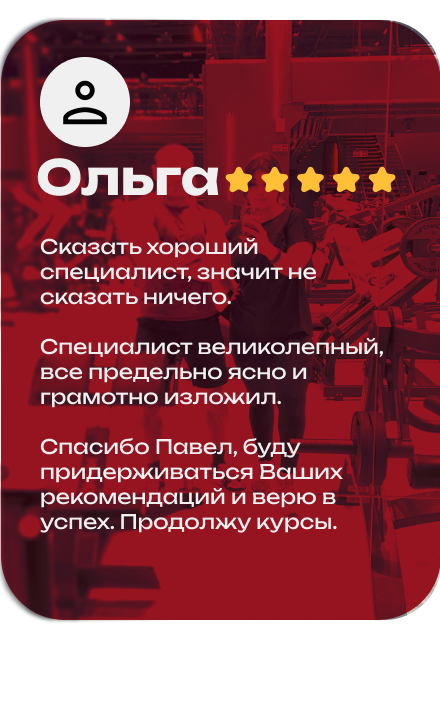 Ольга
Сказать хороший
специалист, значит не
сказать ничего.
Специалист великолепный,
все предельно ясно и
грамотно изложил.
Спасибо Павел, буду
придерживаться Ваших
рекомендаций и верю в
успех. Продолжу курсы.